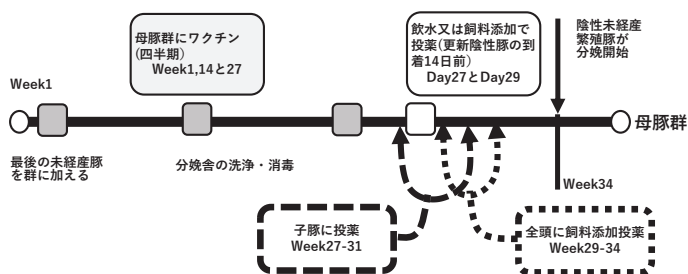 母豚群にワクチン
(四半期)
Week1,14と27
飲水又は飼料添加で
投薬(更新陰性豚の到
着14日前)
Day27とDay29
陰性未経産
繁殖豚が
分娩開始
Week1
母豚群
最後の未経産豚
を群に加える
分娩舎の洗浄・消毒
Week34
子豚に投薬
Week27-31
全頭に飼料添加投薬
Week29-34